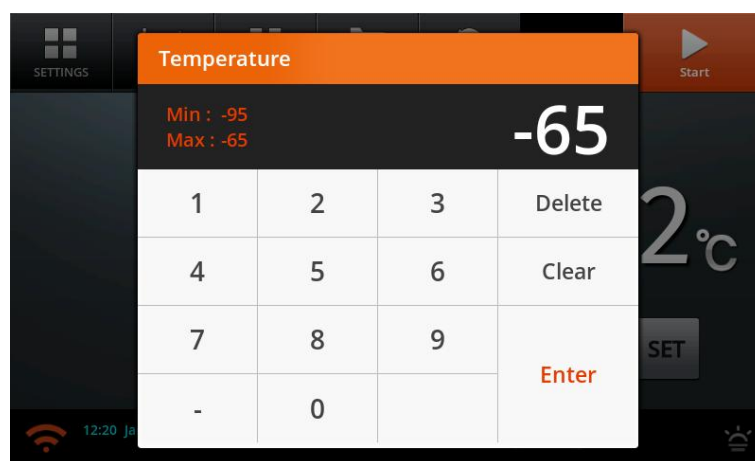 SETTINGS
Start
Temperature
Min : -95
Max : -65
-65
1 2 3 Delete
4 5 6 Clear
7 8 9
Enter
- 0
2°C
SET
12:20 Ja